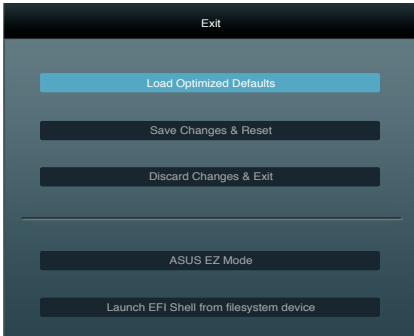 Exit
Load Optimized Defaults
Save Changes & Reset
Discard Changes & Exit
ASUS EZ Mode
Launch EFI Shell from filesystem device